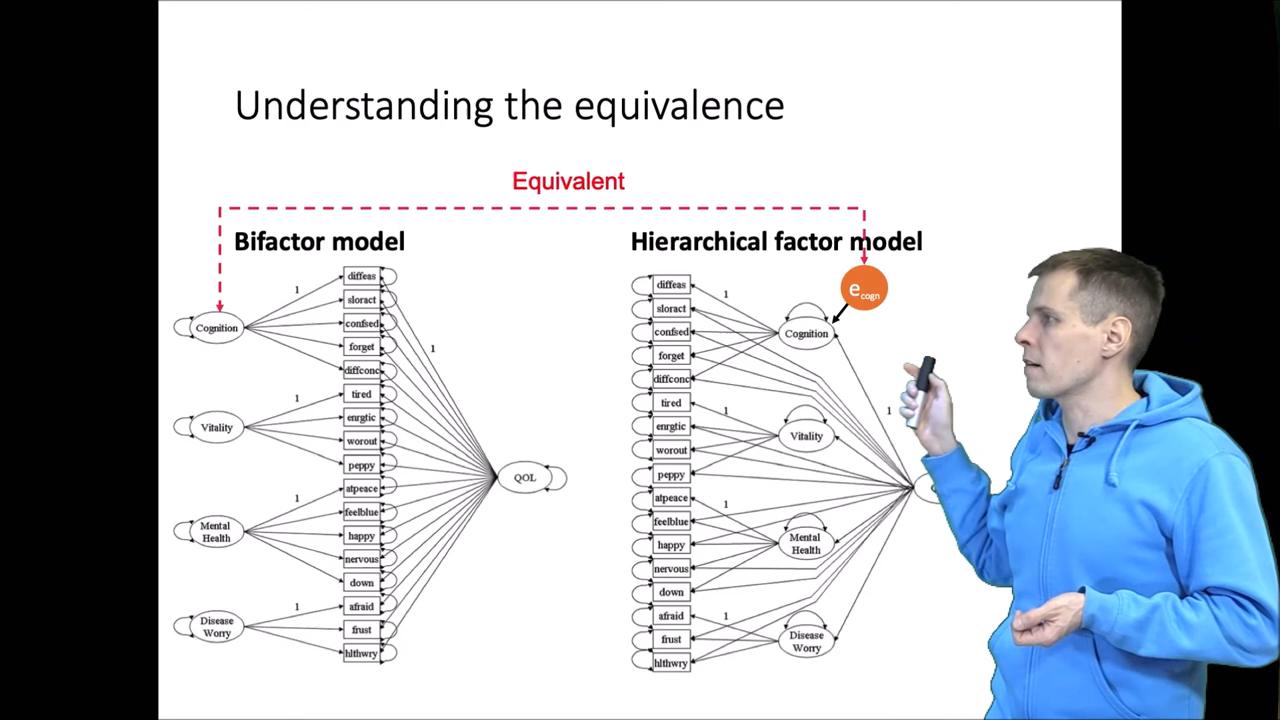 Understanding the equivalence
Equivalent
Bifactor model
Cognition
Vitality
Mental
Health
Disease
Worry
1
1
1
1
diffeas
sloract
confsed
forget
diffconc
tired
enrgtic
worout
peppy
atpeace
feelblue
happy
nervous
down
afraid
frust
hlthwry
1
QOL
Hierarchical factor model
diffeas
sloract
confsed
forget
diffconc
tired
enrgtic
worout
peppy
atpeace
feelblue
happy
nervous
down
afraid
frust
hlthwry
1
1
1
1
ecogn
Cognition
Vitality
Mental
Health
Disease
Worry
1